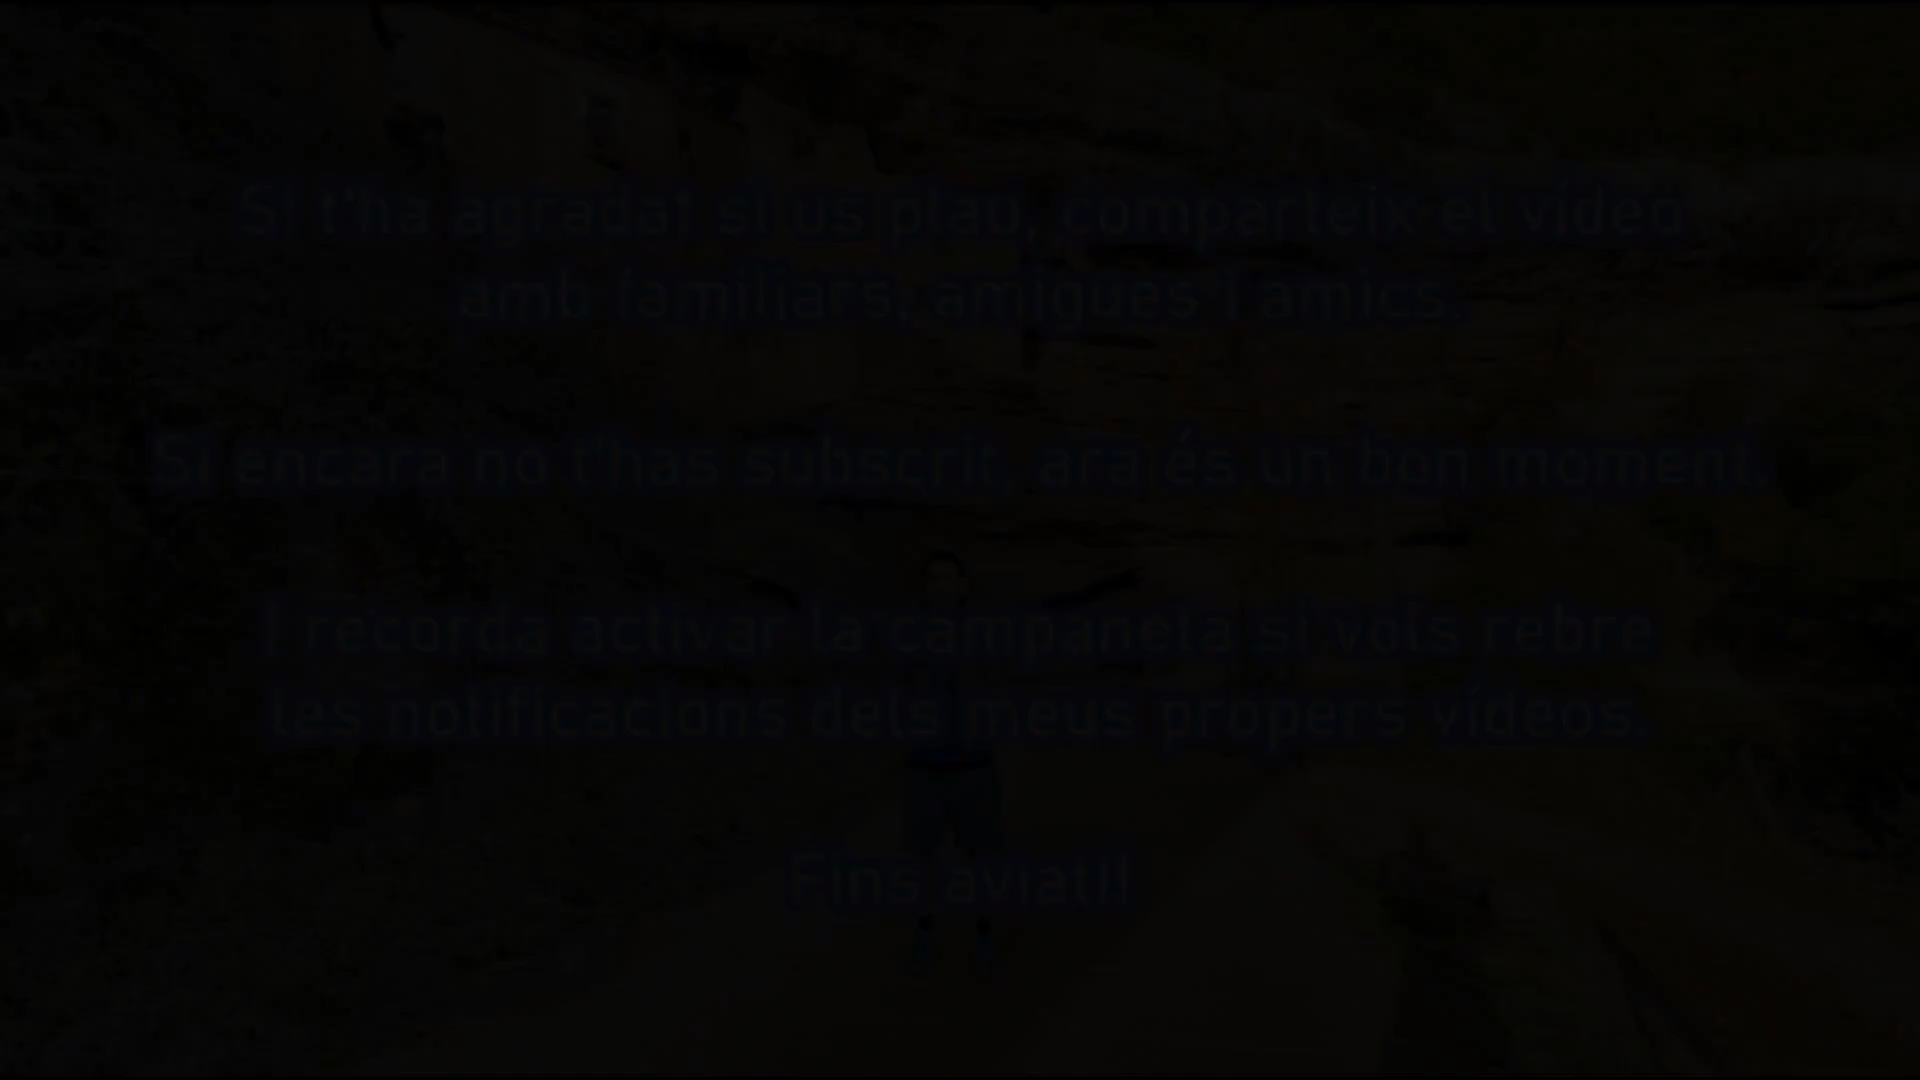 Si t'ha agradat si us plau, comparteix el vídeo
amb familiars, amigues i amics.
Si encara no t'has subscrit, ara és un bon moment.
I recorda activar la campaneta si vols rebre
les notificacions dels meus propers vídeos.
Fins aviat!!